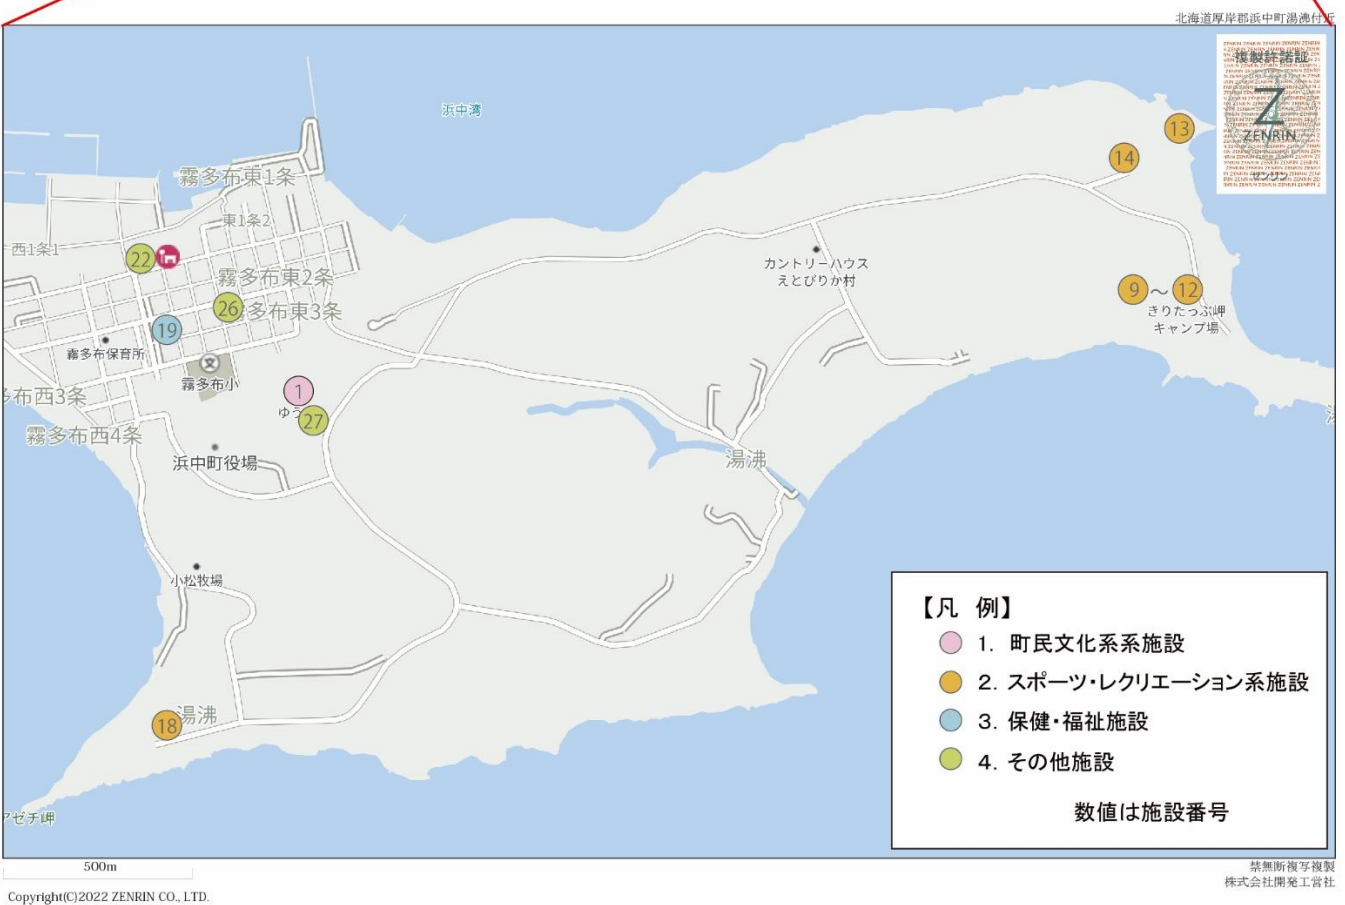 北海道厚岸郡浜中町湯沸付近
複製許諾証
Z
ZENRIN
ゼンリン
浜中湾
13
14
霧多布東1条
東1条2
西1条1
22
カントリーハウス
えとぴりか村
霧多布東2条
9 ～ 12
26
多布東3条
きりたっぷ岬
キャンプ場
19
霧多布保育所
文
霧多布小
1
多布西3条
ゆう
27
霧多布西4条
浜中町役場
湯沸
小松牧場
湯沸
18
アゼチ岬
【凡 例】
1. 町民文化系系施設
2. スポーツ・レクリエーション系施設
3. 保健・福祉施設
4. その他施設
数値は施設番号
500m
禁無断複写複製
株式会社開発工営社
Copyright(C)2022 ZENRIN CO., LTD.